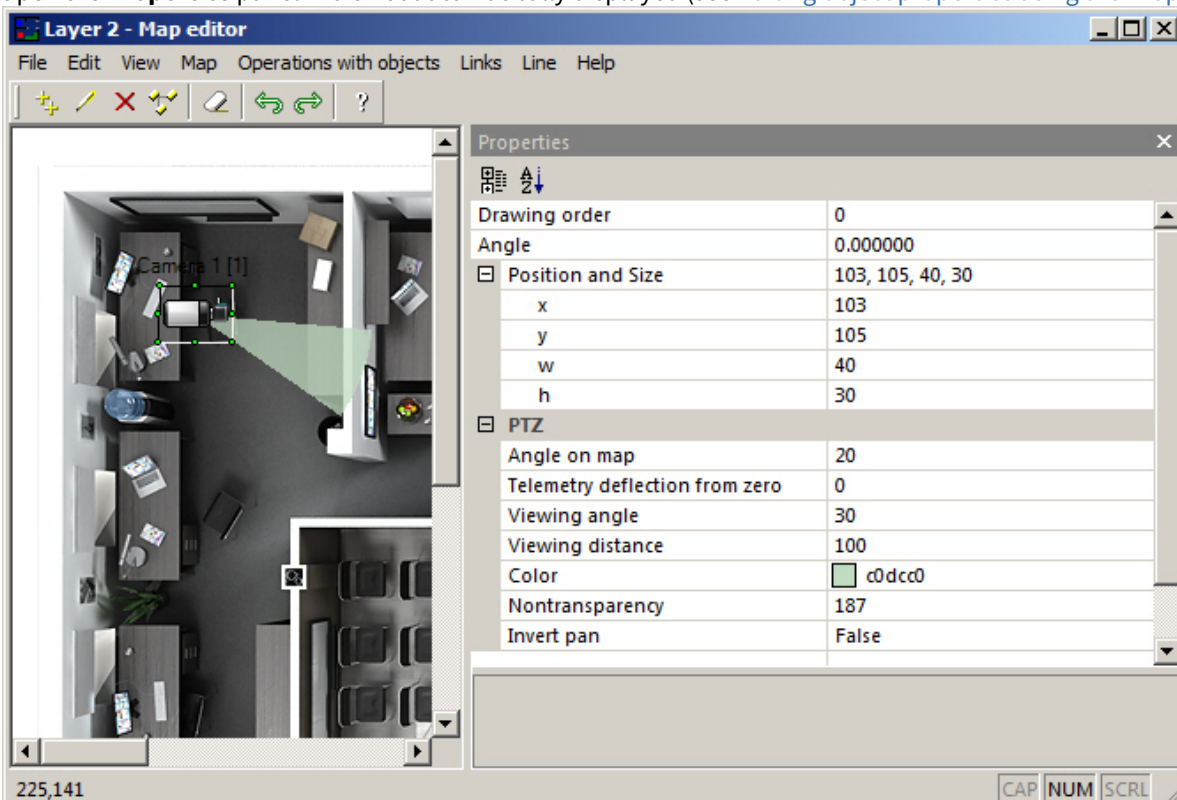 Layer 2 - Map editor
File Edit View Map Operations with objects Links Line Help
?
Properties
Drawing order 0
Angle 0.000000
Position and Size 103, 105, 40, 30
x 103
y 105
w 40
h 30
PTZ
Angle on map 20
Telemetry deflection from zero 0
Viewing angle 30
Viewing distance 100
Color c0dcc0
Nontransparency 187
Invert pan False
Camera 1 [1]
225,141
CAP NUM SCRL